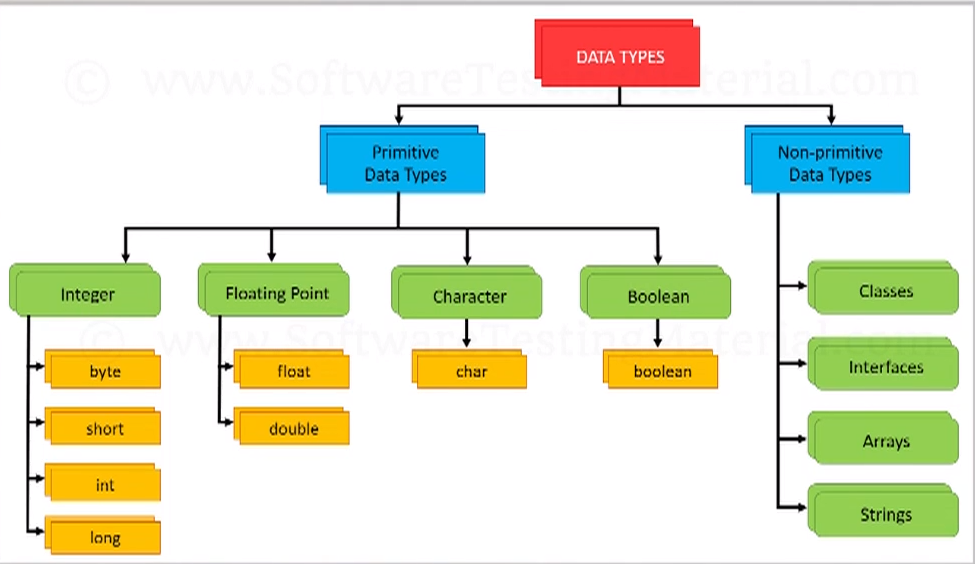 DATA TYPES
© www.SoftwareTestingMaterial.com
Primitive
Data Types
Non-primitive
Data Types
Integer
Floating Point
Character
Boolean
Classes
© www.SoftwareTestingMaterial.com
byte
float
char
boolean
Interfaces
short
double
Arrays
int
Strings
long